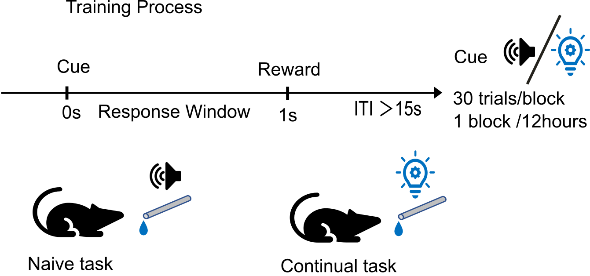 Training Process
Cue
Reward
Cue
0s
Response Window
1s
ITI >15s
30 trials/block
1 block /12hours
Naive task
Continual task